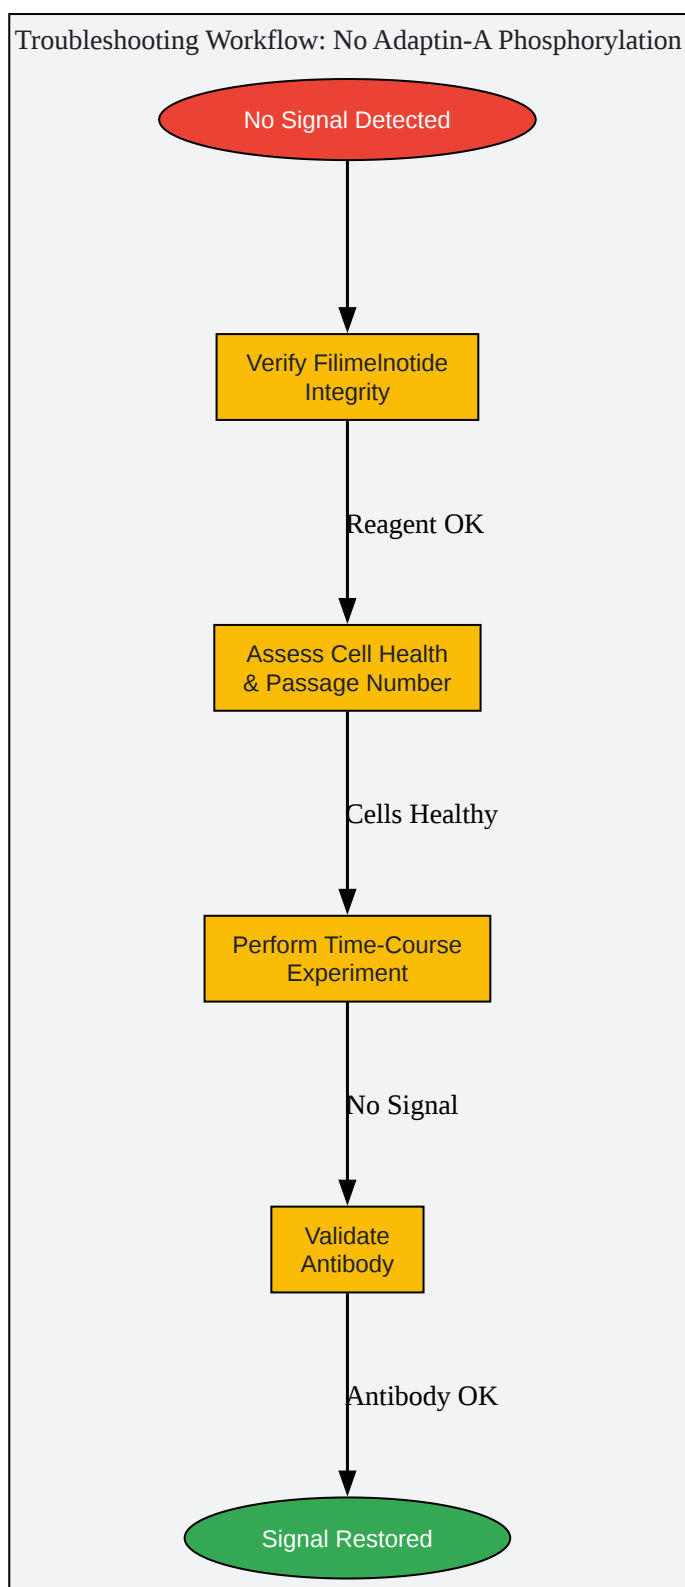 Troubleshooting Workflow: No Adaptin-A Phosphorylation
No Signal Detected
Verify Filimelnotide
Integrity
Reagent OK
Assess Cell Health
& Passage Number
Cells Healthy
Perform Time-Course
Experiment
No Signal
Validate
Antibody
Antibody OK
Signal Restored